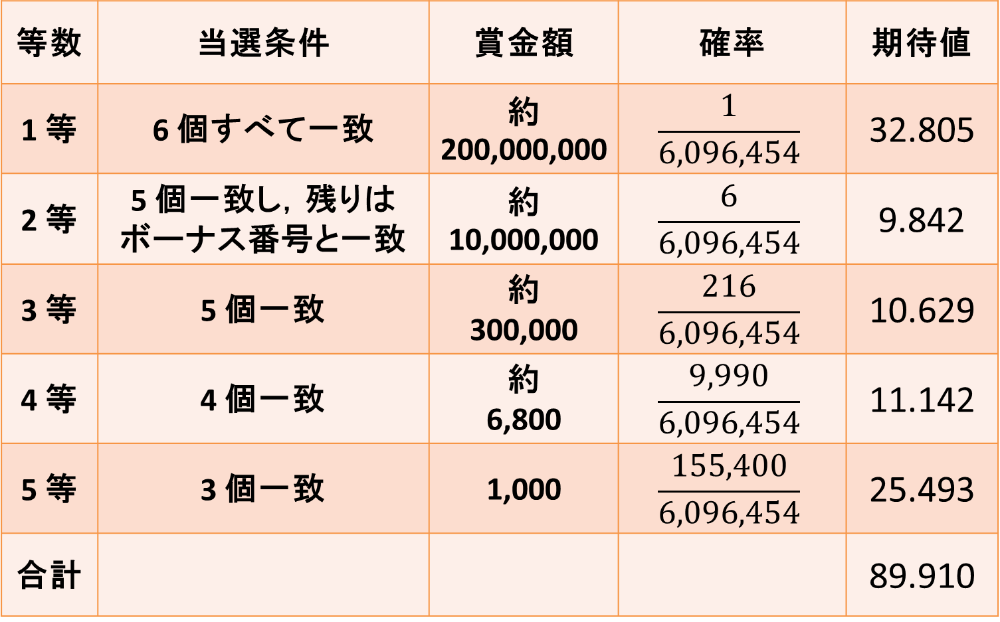 等数 当選条件 賞金額 確率 期待値
1等 6個すべて一致 約 200,000,000 1/6,096,454 32.805
2等 5個一致し，残りは ボーナス番号と一致 約 10,000,000 6/6,096,454 9.842
3等 5個一致 約 300,000 216/6,096,454 10.629
4等 4個一致 約 6,800 9,990/6,096,454 11.142
5等 3個一致 1,000 155,400/6,096,454 25.493
合計 89.910